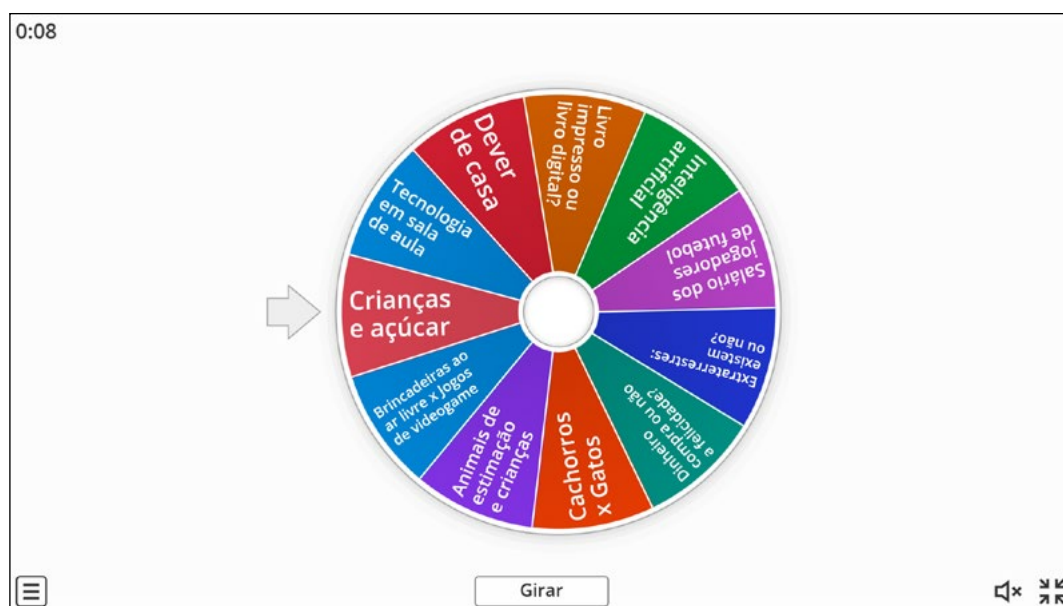 0:08
Dever
de casa
Livro
impresso ou
livro digital?
Inteligência
artificial
Salário dos
jogadores
de futebol
Extraterrestres:
existem
ou não?
Dinheiro
compra ou não
a felicidade?
Cachorros
x Gatos
Animais de
estimação
e crianças
Brincadeiras ao
ar livre x Jogos
de videogame
Crianças
e açúcar
Tecnologia
em sala
de aula
Girar